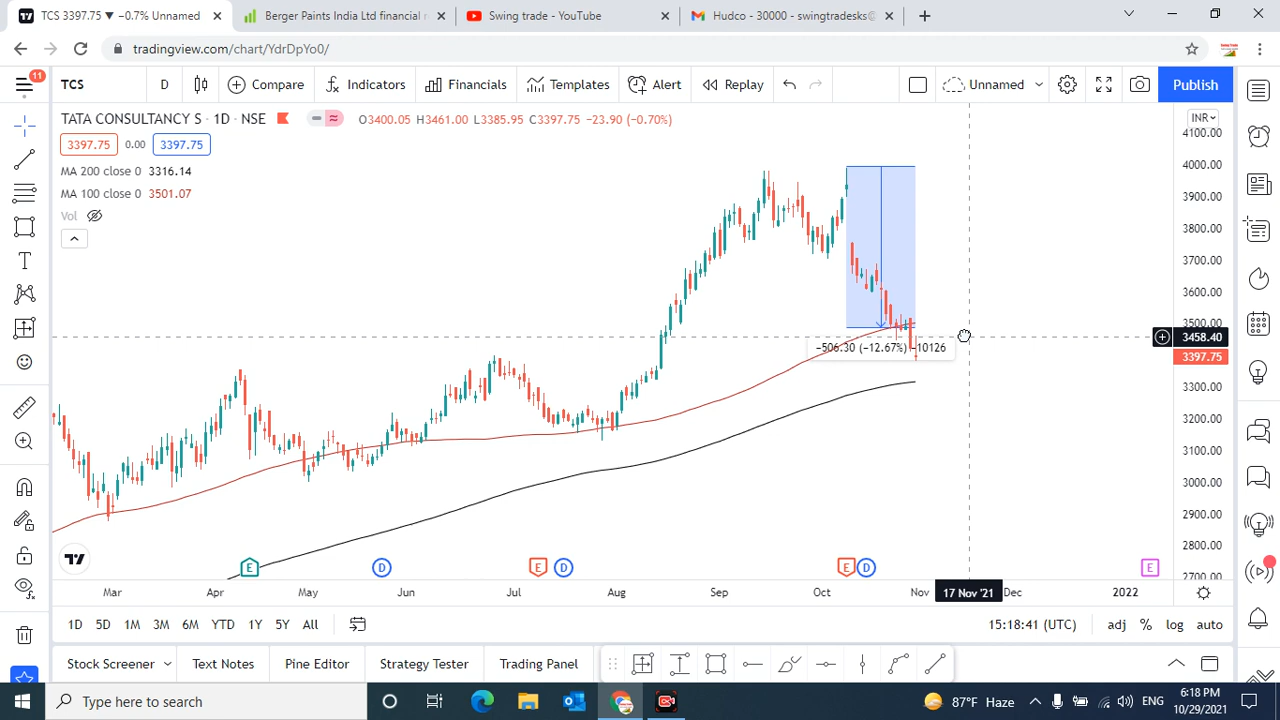 TCS 3397.75 ▼ −0.7% Unnamed
Berger Paints India Ltd financial r
Swing trade - YouTube
Hudco - 30000 - swingtradesks@
tradingview.com/chart/YdrDpYo0/
11
TCS
D
Compare
Indicators
Financials
Templates
Alert
Replay
Unnamed
Publish
TATA CONSULTANCY S · 1D · NSE
O3400.05 H3461.00 L3385.95 C3397.75 −23.90 (−0.70%)
INR
3397.75 0.00 3397.75
MA 200 close 0 3316.14
MA 100 close 0 3501.07
Vol
4100.00
4000.00
3900.00
3800.00
3700.00
3600.00
3500.00
3458.40
3397.75
3300.00
3200.00
3100.00
3000.00
2900.00
2800.00
2700.00
−506.30 (−12.67%) −10126
E D E D E D E
Mar Apr May Jun Jul Aug Sep Oct Nov 17 Nov '21 Dec 2022
1D 5D 1M 3M 6M YTD 1Y 5Y All
15:18:41 (UTC) adj % log auto
Stock Screener Text Notes Pine Editor Strategy Tester Trading Panel
Type here to search
87°F Haze
ENG
6:18 PM
10/29/2021